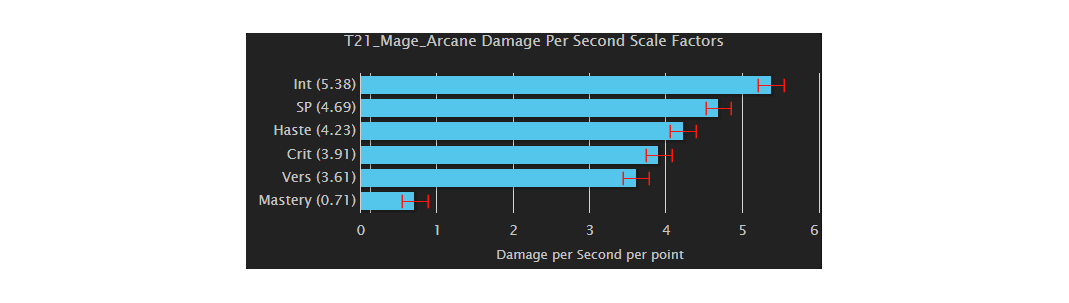 T21_Mage_Arcane Damage Per Second Scale Factors
Int (5.38)
SP (4.69)
Haste (4.23)
Crit (3.91)
Vers (3.61)
Mastery (0.71)
0 1 2 3 4 5 6
Damage per Second per point